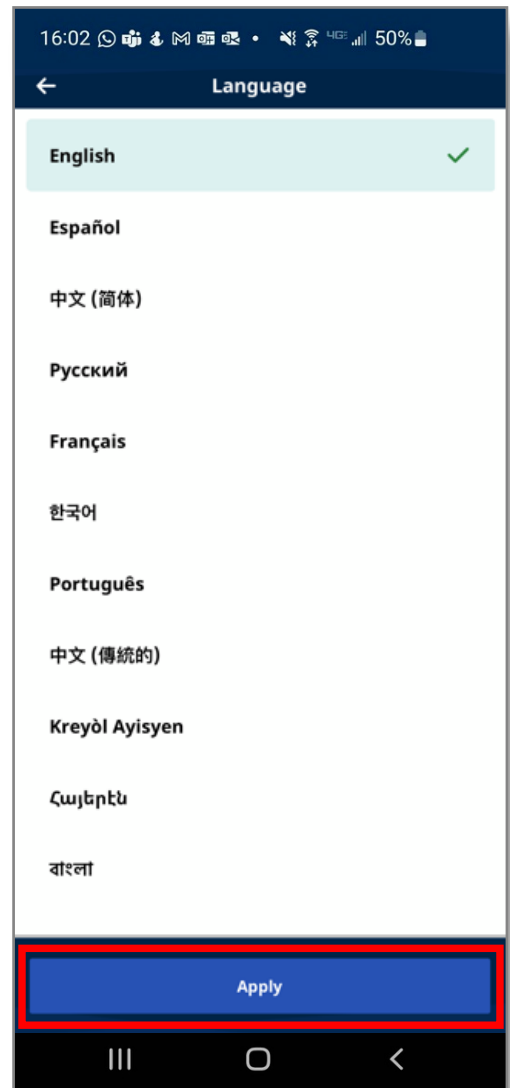 16:02 4GE 50%
Language
English
Español
中文 (简体)
Русский
Français
한국어
Português
中文 (傳統的)
Kreyòl Ayisyen
Հայերէն
বাংলা
Apply